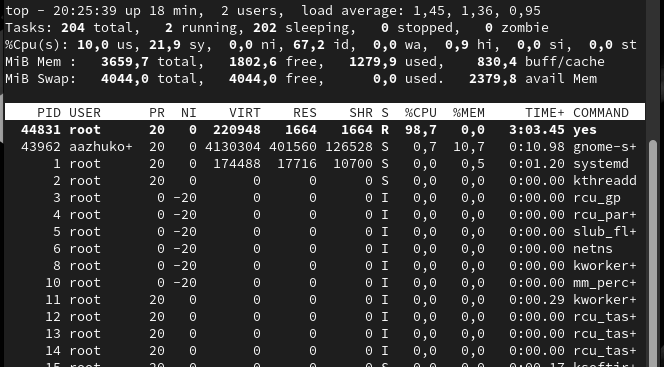 top - 20:25:39 up 18 min,  2 users,  load average: 1,45, 1,36, 0,95
Tasks: 204 total,   2 running, 202 sleeping,   0 stopped,   0 zombie
%Cpu(s): 10,0 us, 21,9 sy,  0,0 ni, 67,2 id,  0,0 wa,  0,9 hi,  0,0 si,  0,0 st
MiB Mem :   3659,7 total,   1802,6 free,   1279,9 used,    830,4 buff/cache
MiB Swap:   4044,0 total,   4044,0 free,      0,0 used.   2379,8 avail Mem
PID USER      PR  NI    VIRT    RES    SHR S  %CPU  %MEM     TIME+ COMMAND
44831 root      20   0  220948   1664   1664 R  98,7   0,0   3:03.45 yes
43962 aazhuko+  20   0 4130304 401560 126528 S   0,7  10,7   0:10.98 gnome-s+
1 root      20   0  174488  17716  10700 S   0,0   0,5   0:01.20 systemd
2 root      20   0       0      0      0 S   0,0   0,0   0:00.00 kthreadd
3 root       0 -20       0      0      0 I   0,0   0,0   0:00.00 rcu_gp
4 root       0 -20       0      0      0 I   0,0   0,0   0:00.00 rcu_par+
5 root       0 -20       0      0      0 I   0,0   0,0   0:00.00 slub_fl+
6 root       0 -20       0      0      0 I   0,0   0,0   0:00.00 netns
8 root       0 -20       0      0      0 I   0,0   0,0   0:00.00 kworker+
10 root       0 -20       0      0      0 I   0,0   0,0   0:00.00 mm_perc+
11 root      20   0       0      0      0 I   0,0   0,0   0:00.29 kworker+
12 root      20   0       0      0      0 I   0,0   0,0   0:00.00 rcu_tas+
13 root      20   0       0      0      0 I   0,0   0,0   0:00.00 rcu_tas+
14 root      20   0       0      0      0 I   0,0   0,0   0:00.00 rcu_tas+